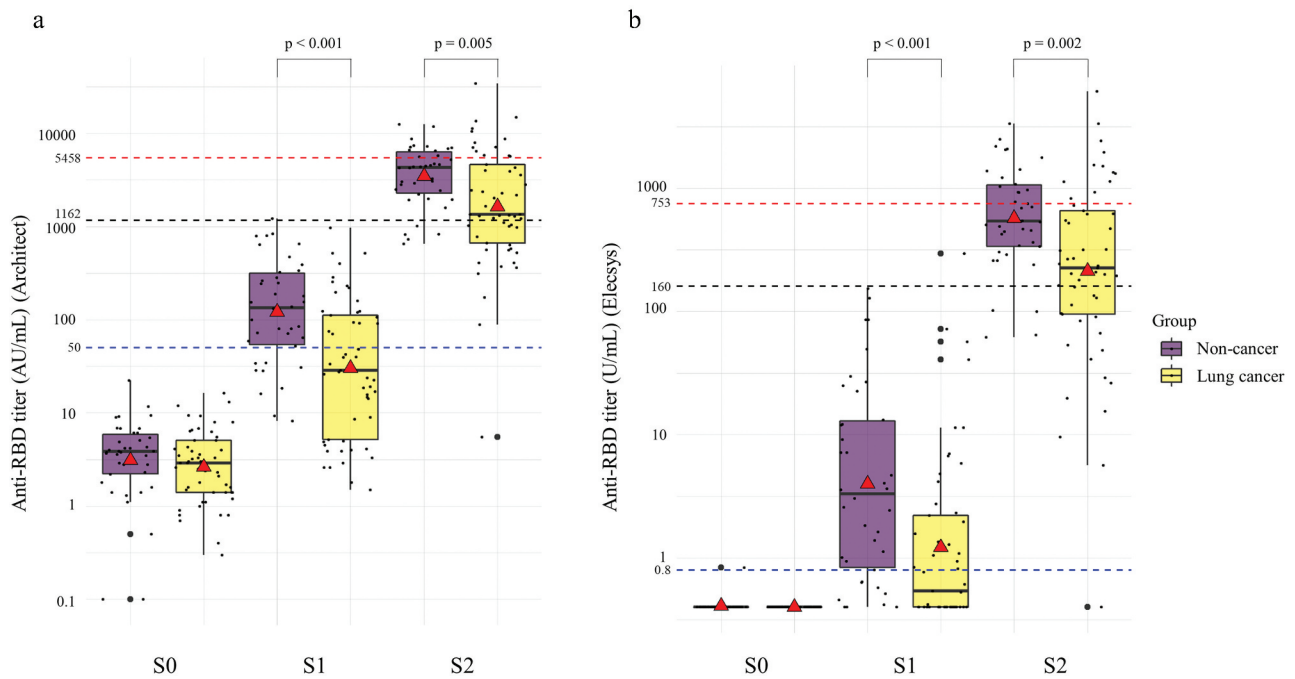 a
p < 0.001
p = 0.005
Anti-RBD titer (AU/mL) (Architect)
10000
5458
1162
1000
100
50
10
1
0.1
S0
S1
S2
b
p <0.001
p = 0.002
Anti-RBD titer (U/mL) (Elecsys)
1000
753
160
100
10
1
0.8
S0
S1
S2
Group
Non-cancer
Lung cancer